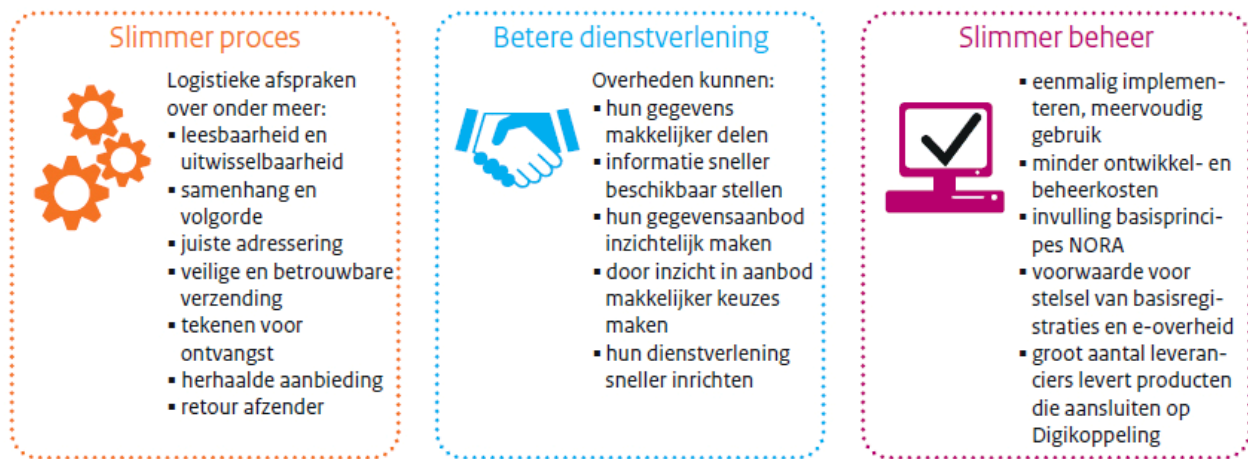 Slimmer proces
Logistieke afspraken
over onder meer:
▪ leesbaarheid en
uitwisselbaarheid
▪ samenhang en
volgorde
▪ juiste adressering
▪ veilige en betrouwbare
verzending
▪ tekenen voor
ontvangst
▪ herhaalde aanbieding
▪ retour afzender
Betere dienstverlening
Overheden kunnen:
▪ hun gegevens
makkelijker delen
▪ informatie sneller
beschikbaar stellen
▪ hun gegevensaanbod
inzichtelijk maken
▪ door inzicht in aanbod
makkelijker keuzes
maken
▪ hun dienstverlening
sneller inrichten
Slimmer beheer
▪ eenmalig implemen-
teren, meervoudig
gebruik
▪ minder ontwikkel- en
beheerkosten
▪ invulling basisprinci-
pes NORA
▪ voorwaarde voor
stelsel van basisregi-
straties en e-overheid
▪ groot aantal leveran-
ciers levert producten
die aansluiten op
Digikoppeling